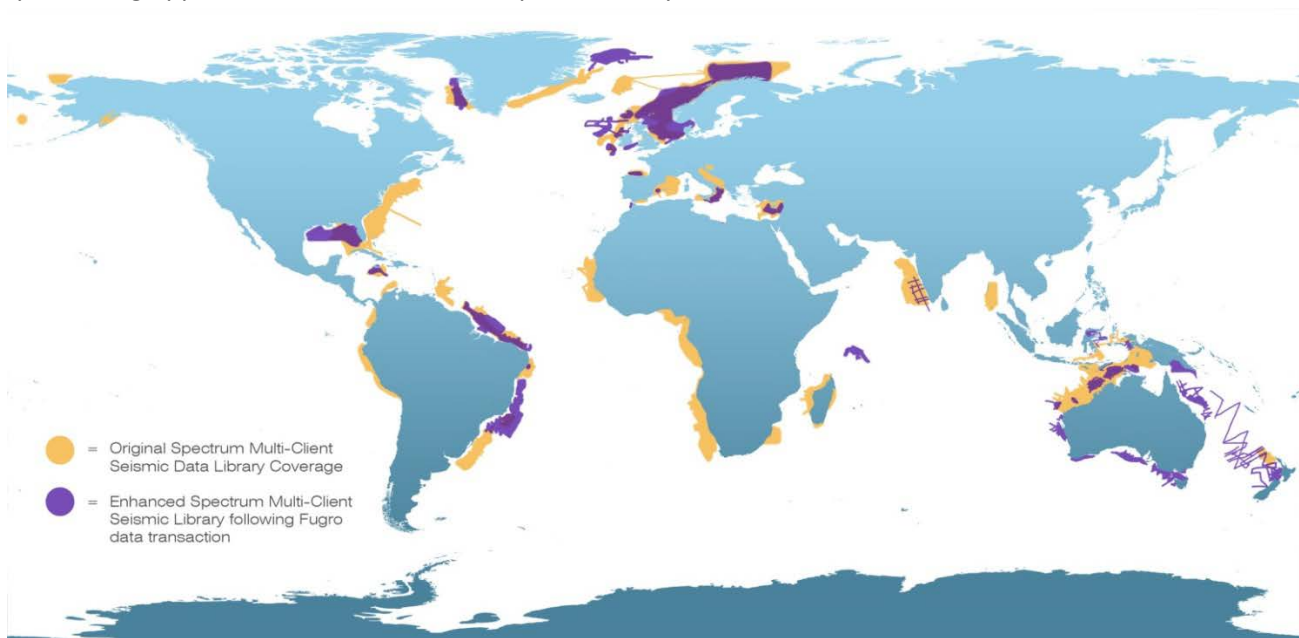 = Original Spectrum Multi-Client
Seismic Data Library Coverage
= Enhanced Spectrum Multi-Client
Seismic Library following Fugro
data transaction